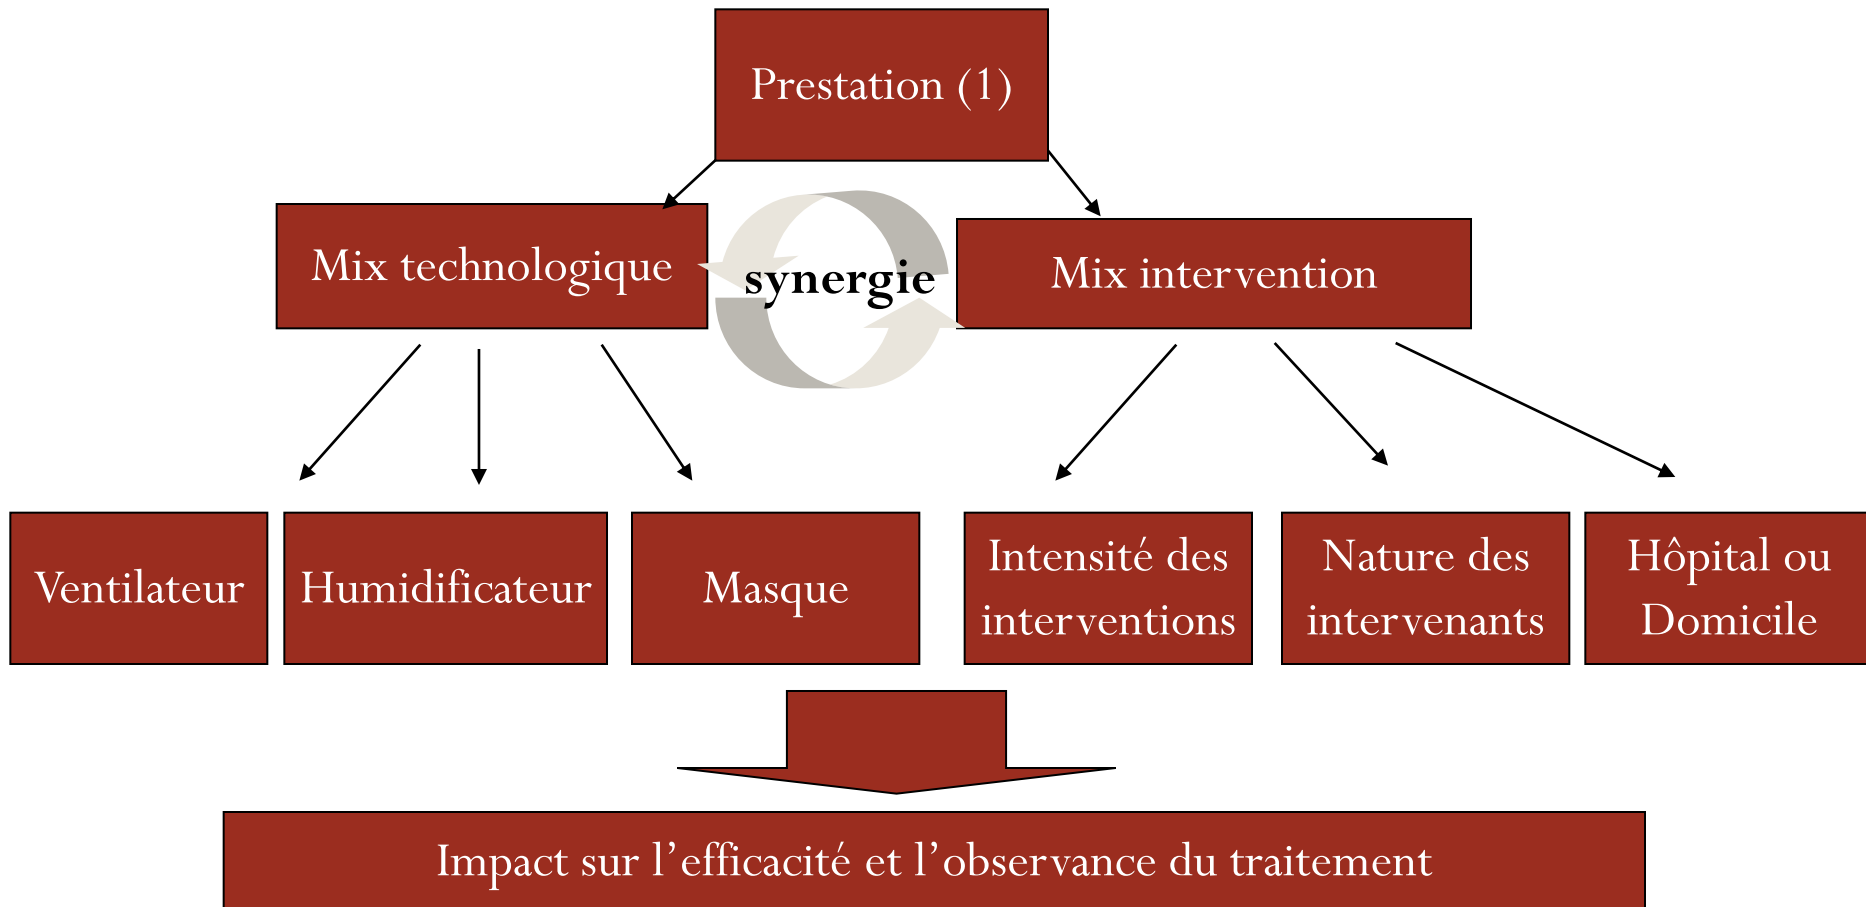 Prestation (1)
Mix technologique
synergie
Mix intervention
Ventilateur
Humidificateur
Masque
Intensité des
interventions
Nature des
intervenants
Hôpital ou
Domicile
Impact sur l’efficacité et l’observance du traitement